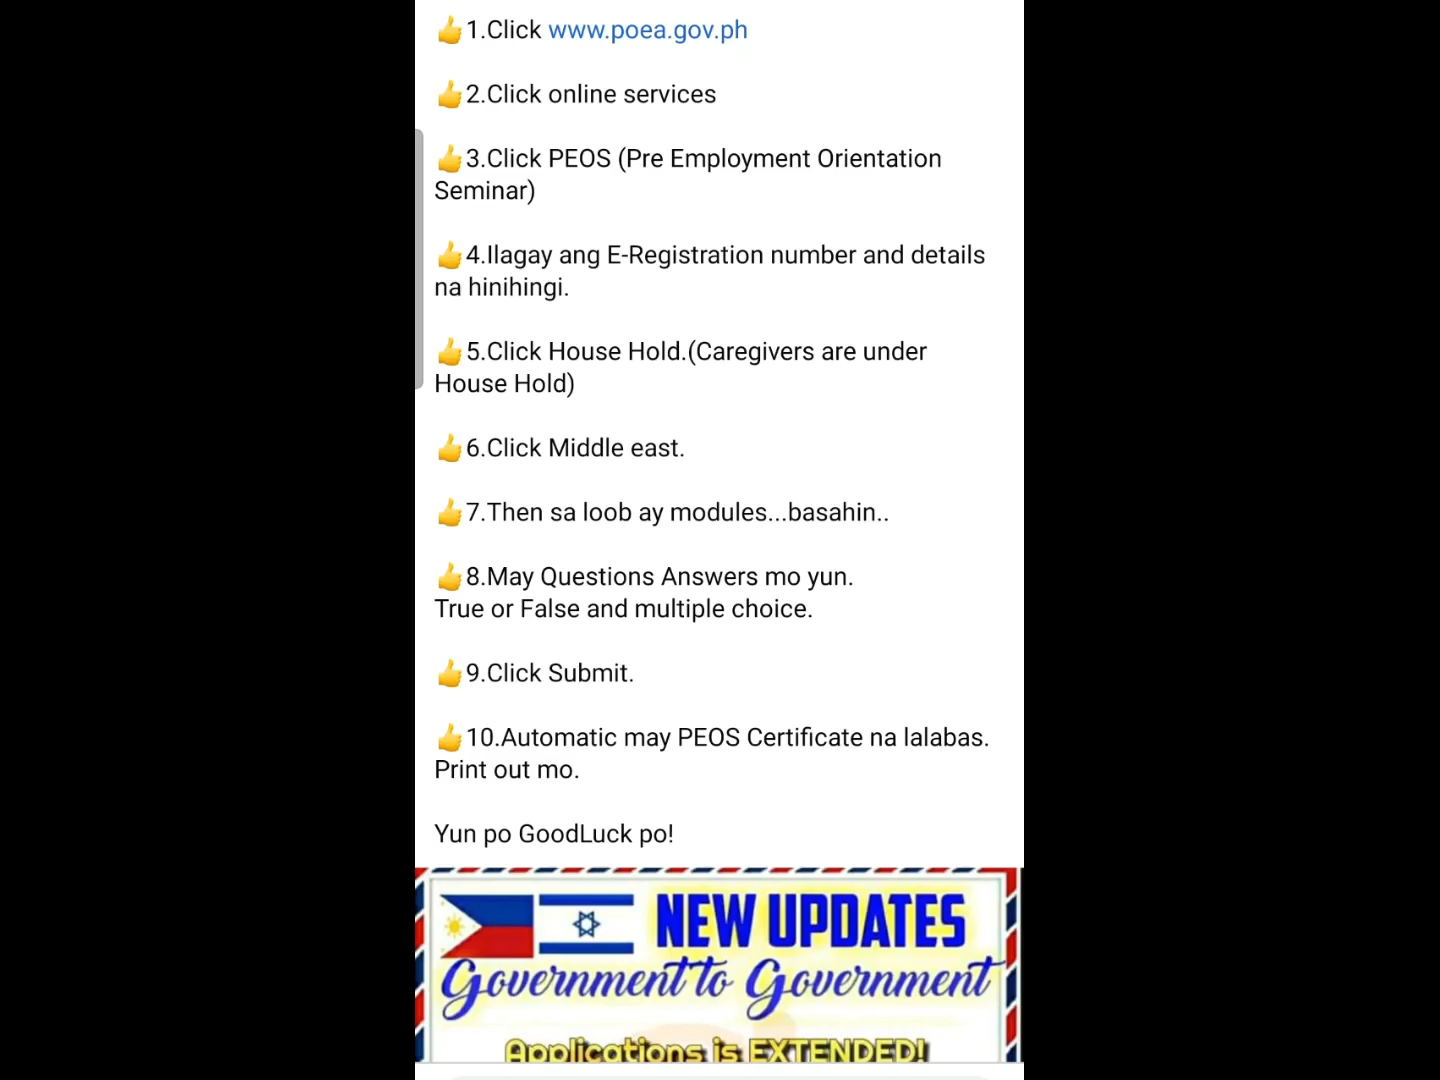 👍1.Click www.poea.gov.ph
👍2.Click online services
👍3.Click PEOS (Pre Employment Orientation
Seminar)
👍4.Ilagay ang E-Registration number and details
na hinihingi.
👍5.Click House Hold.(Caregivers are under
House Hold)
👍6.Click Middle east.
👍7.Then sa loob ay modules...basahin..
👍8.May Questions Answers mo yun.
True or False and multiple choice.
👍9.Click Submit.
👍10.Automatic may PEOS Certificate na lalabas.
Print out mo.
Yun po GoodLuck po!
NEW UPDATES
Government to Government
Applications is EXTENDED!